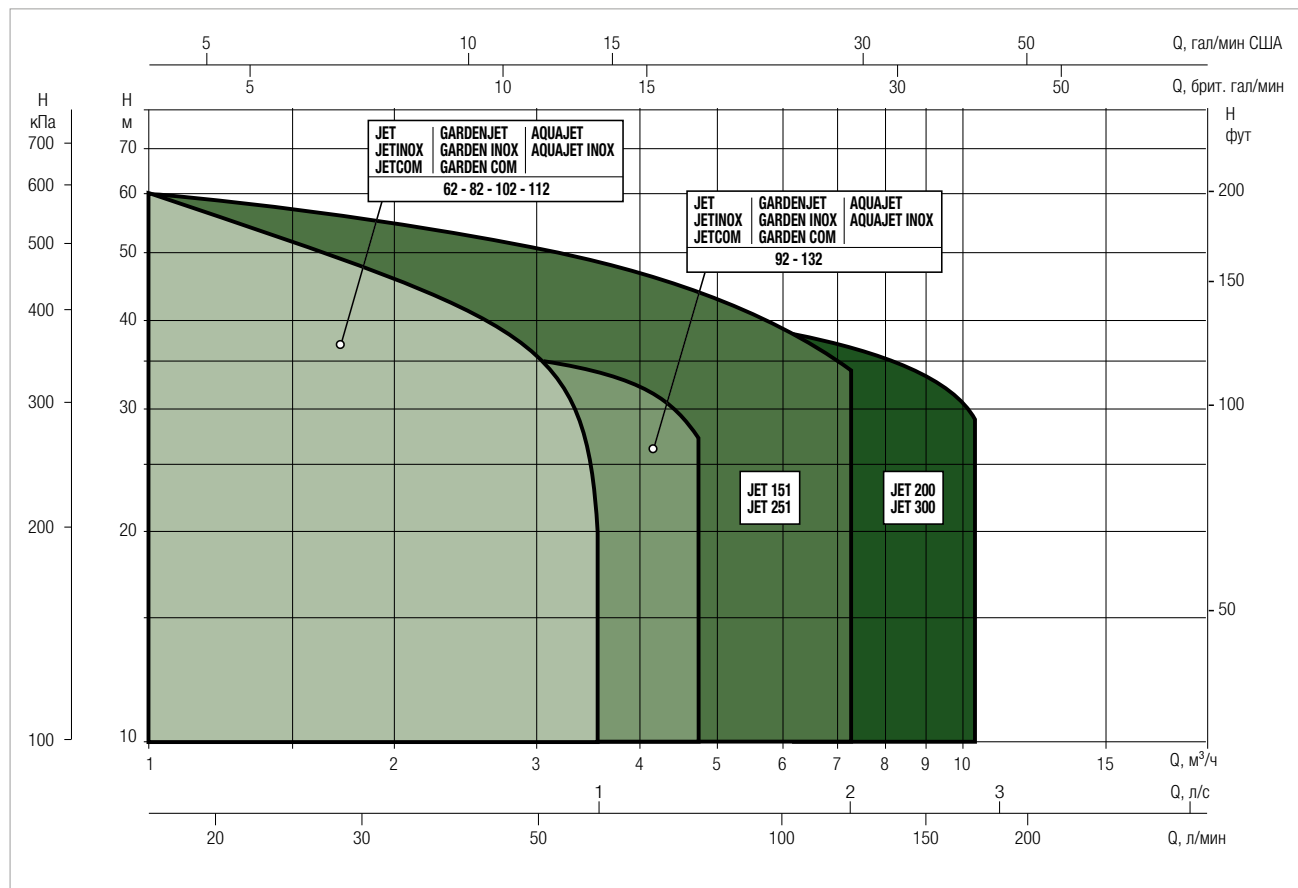 5 10 15 30 50 Q, гал/мин США
5 10 15 30 50 Q, брит. гал/мин
H
кПа
H
м
H
фут
700
600
500
400
300
200
100
70
60
50
40
30
20
10
200
150
100
50
JET GARDENJET AQUAJET
JETINOX GARDEN INOX AQUAJET INOX
JETCOM GARDEN COM
62 - 82 - 102 - 112
JET GARDENJET AQUAJET
JETINOX GARDEN INOX AQUAJET INOX
JETCOM GARDEN COM
92 - 132
JET 151
JET 251
JET 200
JET 300
1 2 3 4 5 6 7 8 9 10 15 Q, м³/ч
1 2 3 Q, л/с
20 30 50 100 150 200 Q, л/мин